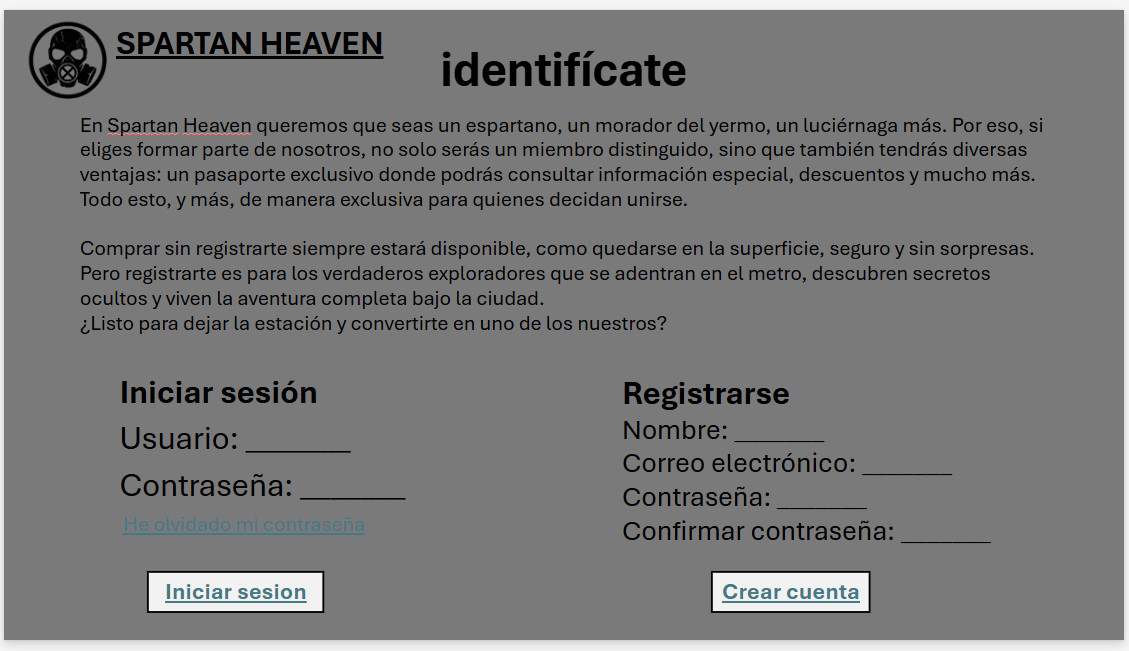 SPARTAN HEAVEN
identifícate
En Spartan Heaven queremos que seas un espartano, un morador del yermo, un luciérnaga más. Por eso, si
eliges formar parte de nosotros, no solo serás un miembro distinguido, sino que también tendrás diversas
ventajas: un pasaporte exclusivo donde podrás consultar información especial, descuentos y mucho más.
Todo esto, y más, de manera exclusiva para quienes decidan unirse.
Comprar sin registrarte siempre estará disponible, como quedarse en la superficie, seguro y sin sorpresas.
Pero registrarte es para los verdaderos exploradores que se adentran en el metro, descubren secretos
ocultos y viven la aventura completa bajo la ciudad.
¿Listo para dejar la estación y convertirte en uno de los nuestros?
Iniciar sesión
Usuario: _______
Contraseña: _______
He olvidado mi contraseña
Iniciar sesion
Registrarse
Nombre: _______
Correo electrónico: _______
Contraseña: _______
Confirmar contraseña: _______
Crear cuenta